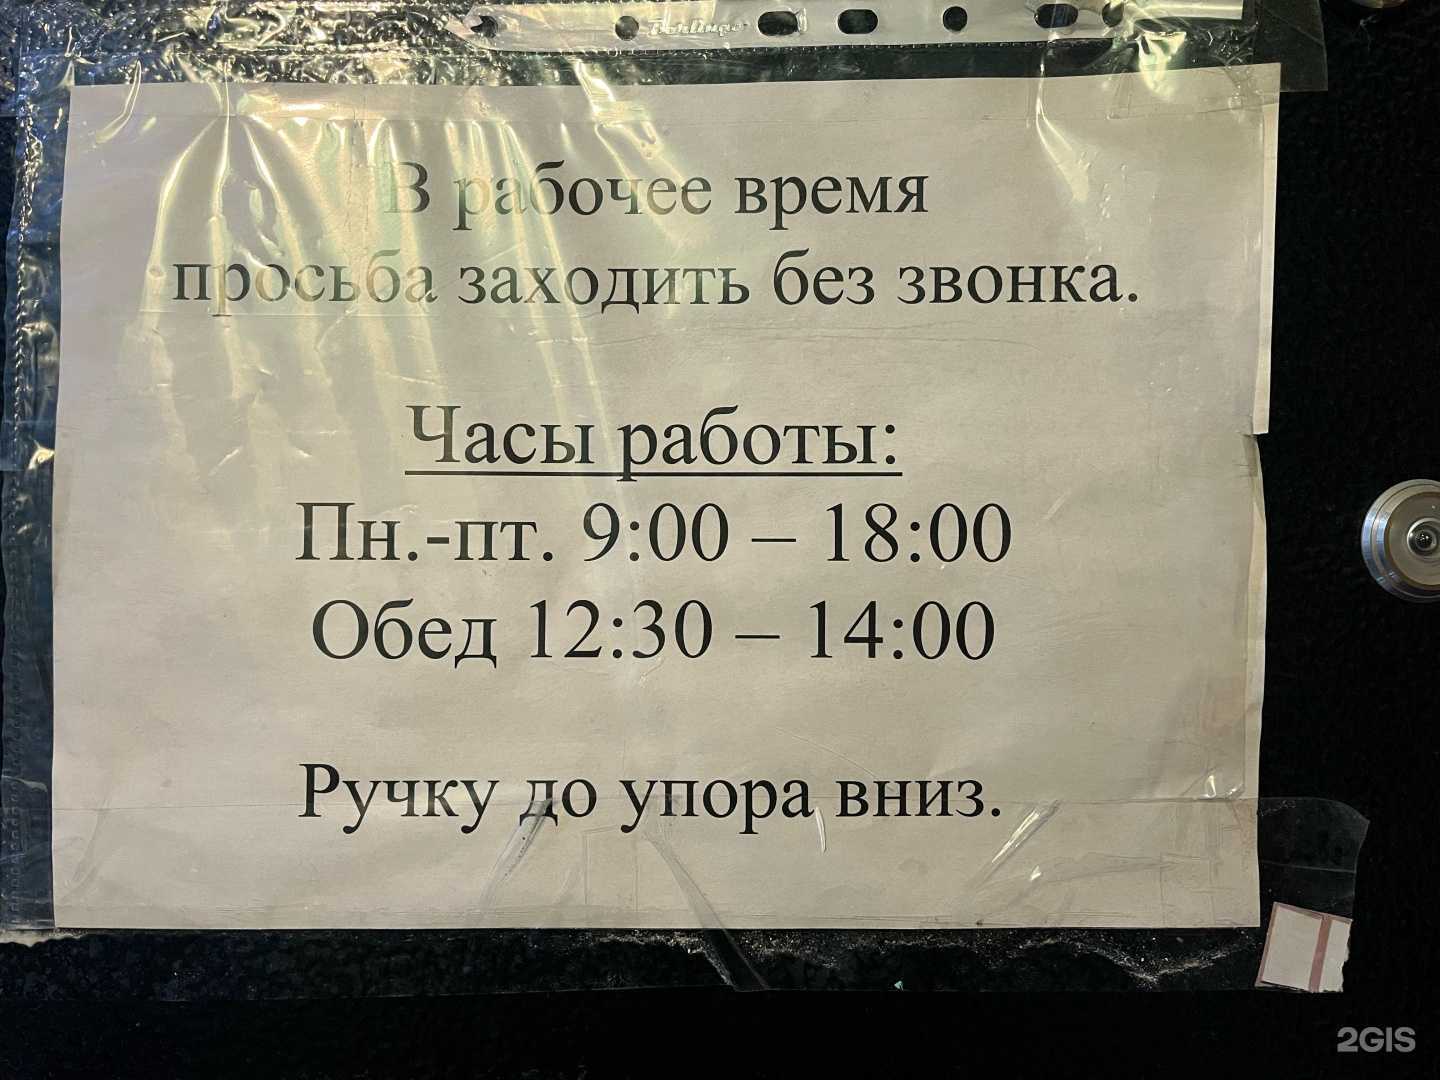 Berlingo
В рабочее время
просьба заходить без звонка.
Часы работы:
Пн.-пт. 9:00 – 18:00
Обед 12:30 – 14:00
Ручку до упора вниз.
2GIS